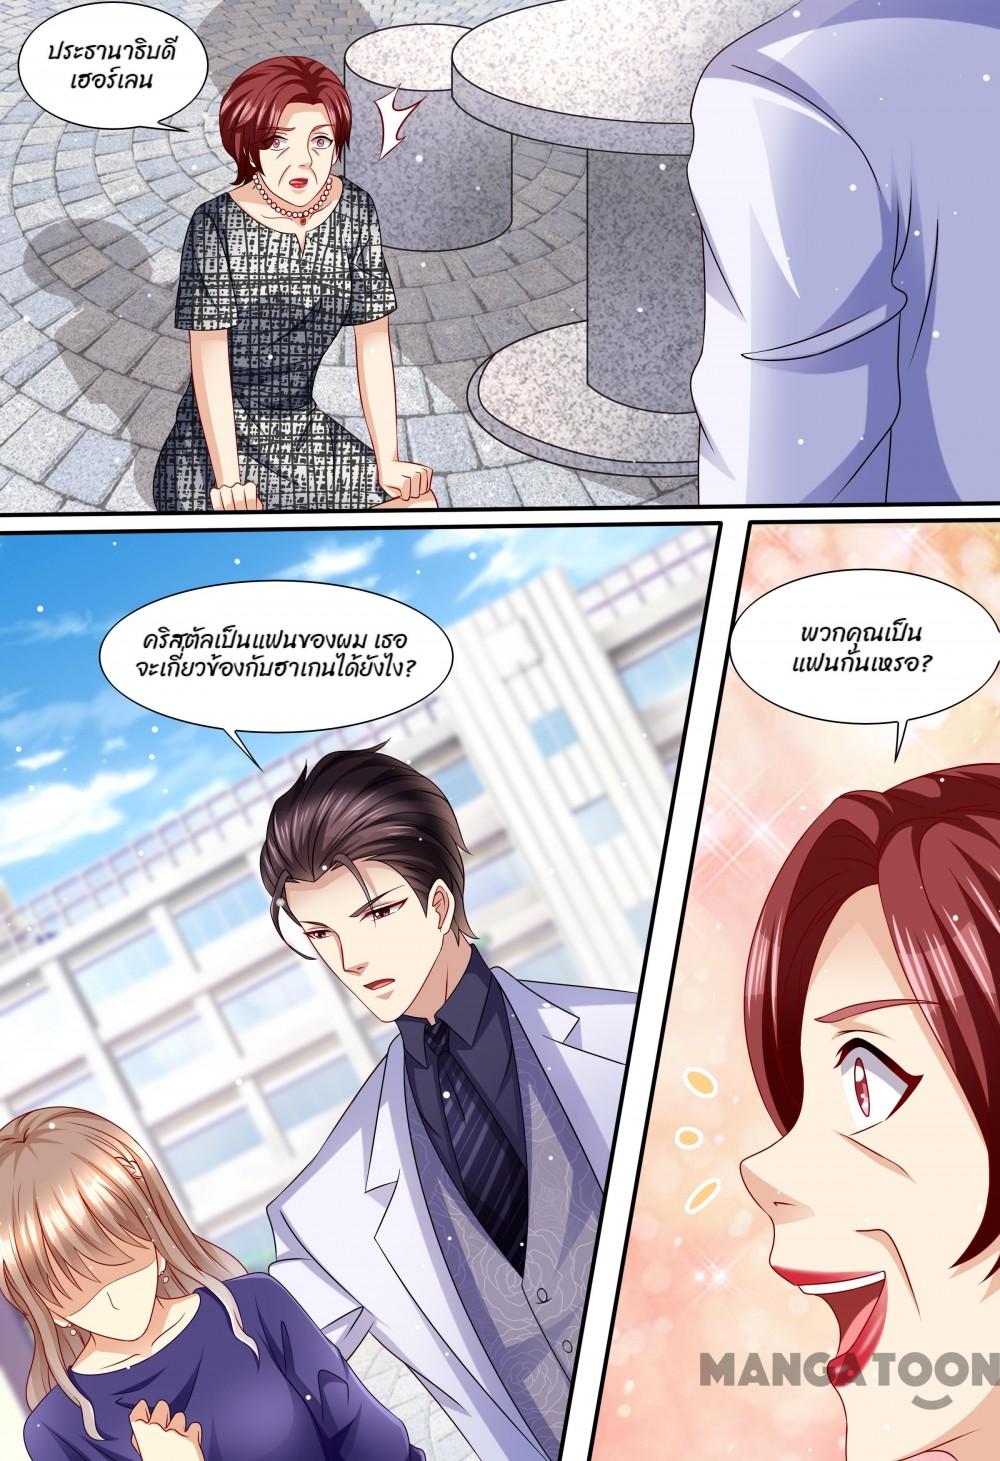 ประธานาธิบดี
เฮอร์เลน
คริสตัลเป็นแฟนของผม เธอ
จะเกี่ยวข้องกับฮาเกนได้ยังไง?
พวกคุณเป็น
แฟนกันเหรอ?
MANGATOON